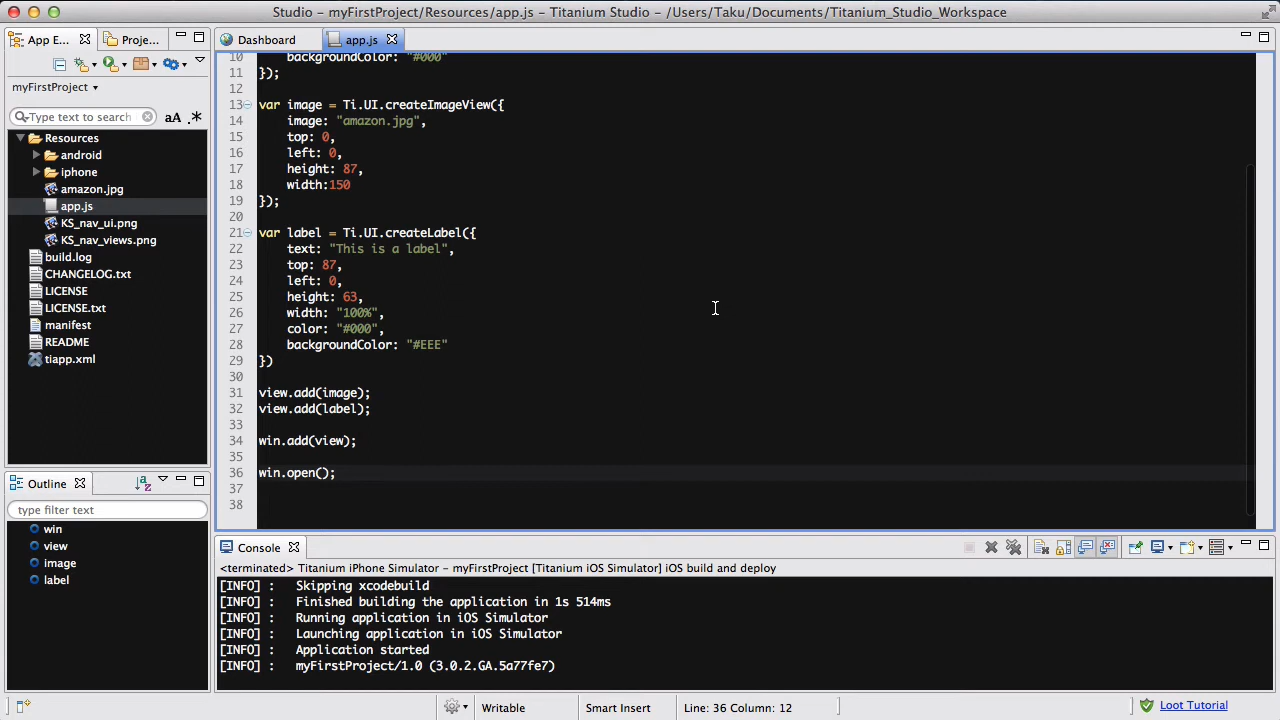 Studio - myFirstProject/Resources/app.js - Titanium Studio - /Users/Taku/Documents/Titanium_Studio_Workspace
App E...
Proje...
myFirstProject
Type text to search
aA .*
Resources
android
iphone
amazon.jpg
app.js
KS_nav_ui.png
KS_nav_views.png
build.log
CHANGELOG.txt
LICENSE
LICENSE.txt
manifest
README
tiapp.xml
Outline
type filter text
win
view
image
label
Dashboard
app.js
10 backgroundColor: "#000"
11 });
12
13 var image = Ti.UI.createImageView({
14 image: "amazon.jpg",
15 top: 0,
16 left: 0,
17 height: 87,
18 width:150
19 });
20
21 var label = Ti.UI.createLabel({
22 text: "This is a label",
23 top: 87,
24 left: 0,
25 height: 63,
26 width: "100%",
27 color: "#000",
28 backgroundColor: "#EEE"
29 })
30
31 view.add(image);
32 view.add(label);
33
34 win.add(view);
35
36 win.open();
37
38
Console
<terminated> Titanium iPhone Simulator - myFirstProject [Titanium iOS Simulator] iOS build and deploy
[INFO] : Skipping xcodebuild
[INFO] : Finished building the application in 1s 514ms
[INFO] : Running application in iOS Simulator
[INFO] : Launching application in iOS Simulator
[INFO] : Application started
[INFO] : myFirstProject/1.0 (3.0.2.GA.5a77fe7)
Writable
Smart Insert
Line: 36 Column: 12
Loot Tutorial